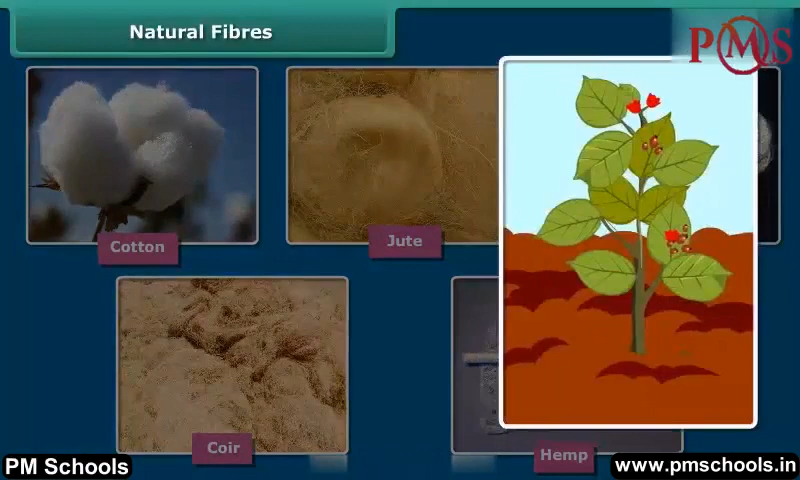 Natural Fibres
PMS
Cotton
Jute
Coir
Hemp
PM Schools
www.pmschools.in